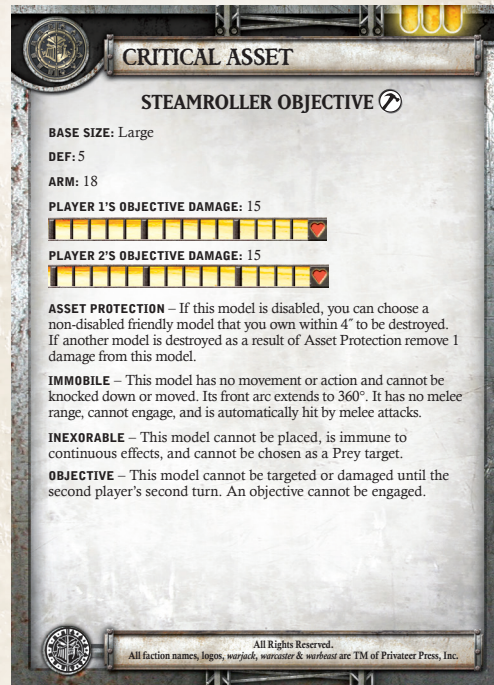 CRITICAL ASSET
STEAMROLLER OBJECTIVE
BASE SIZE: Large
DEF: 5
ARM: 18
PLAYER 1'S OBJECTIVE DAMAGE: 15
PLAYER 2'S OBJECTIVE DAMAGE: 15
ASSET PROTECTION – If this model is disabled, you can choose a
non-disabled friendly model that you own within 4˝ to be destroyed.
If another model is destroyed as a result of Asset Protection remove 1
damage from this model.
IMMOBILE – This model has no movement or action and cannot be
knocked down or moved. Its front arc extends to 360°. It has no melee
range, cannot engage, and is automatically hit by melee attacks.
INEXORABLE – This model cannot be placed, is immune to
continuous effects, and cannot be chosen as a Prey target.
OBJECTIVE – This model cannot be targeted or damaged until the
second player's second turn. An objective cannot be engaged.
All Rights Reserved.
All faction names, logos, warjack, warcaster & warbeast are TM of Privateer Press, Inc.